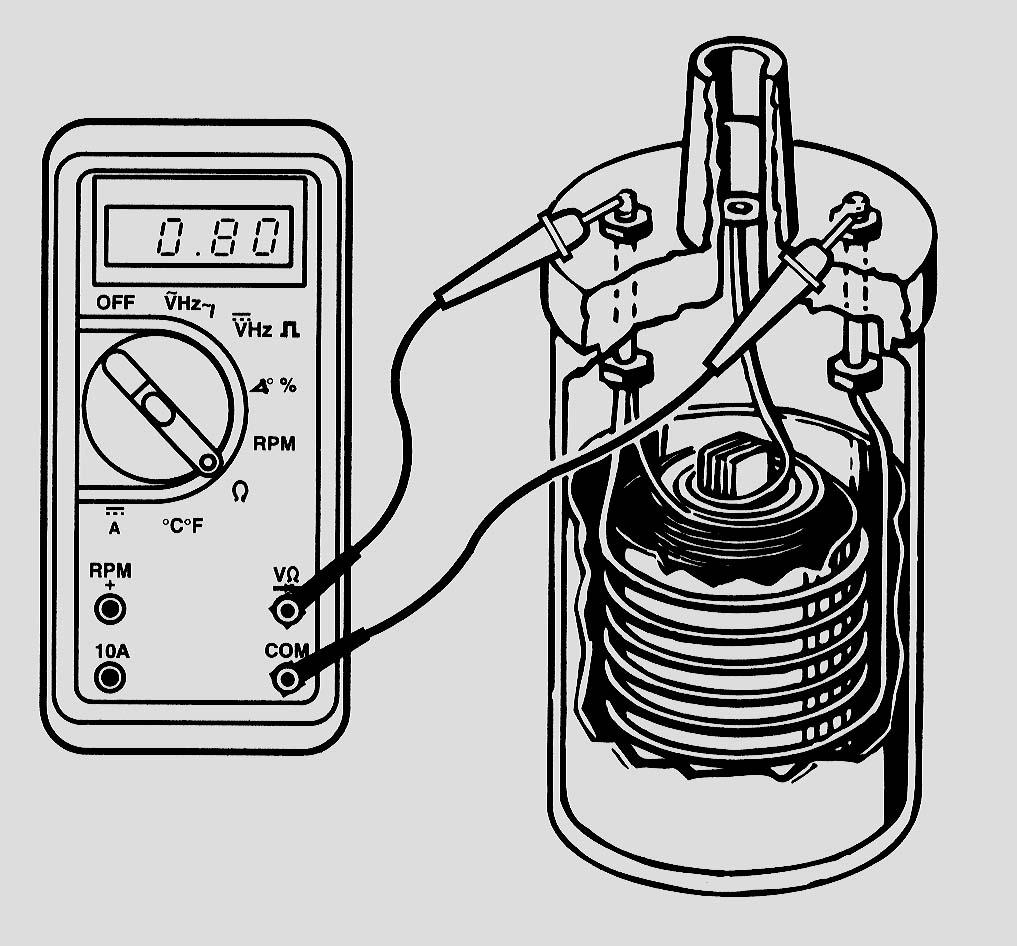 0.80
OFF
ṼHz~┐
V̅Hz ⎍
∡° %
RPM
Ω
A
°C°F
RPM
+
VΩ
10A
COM